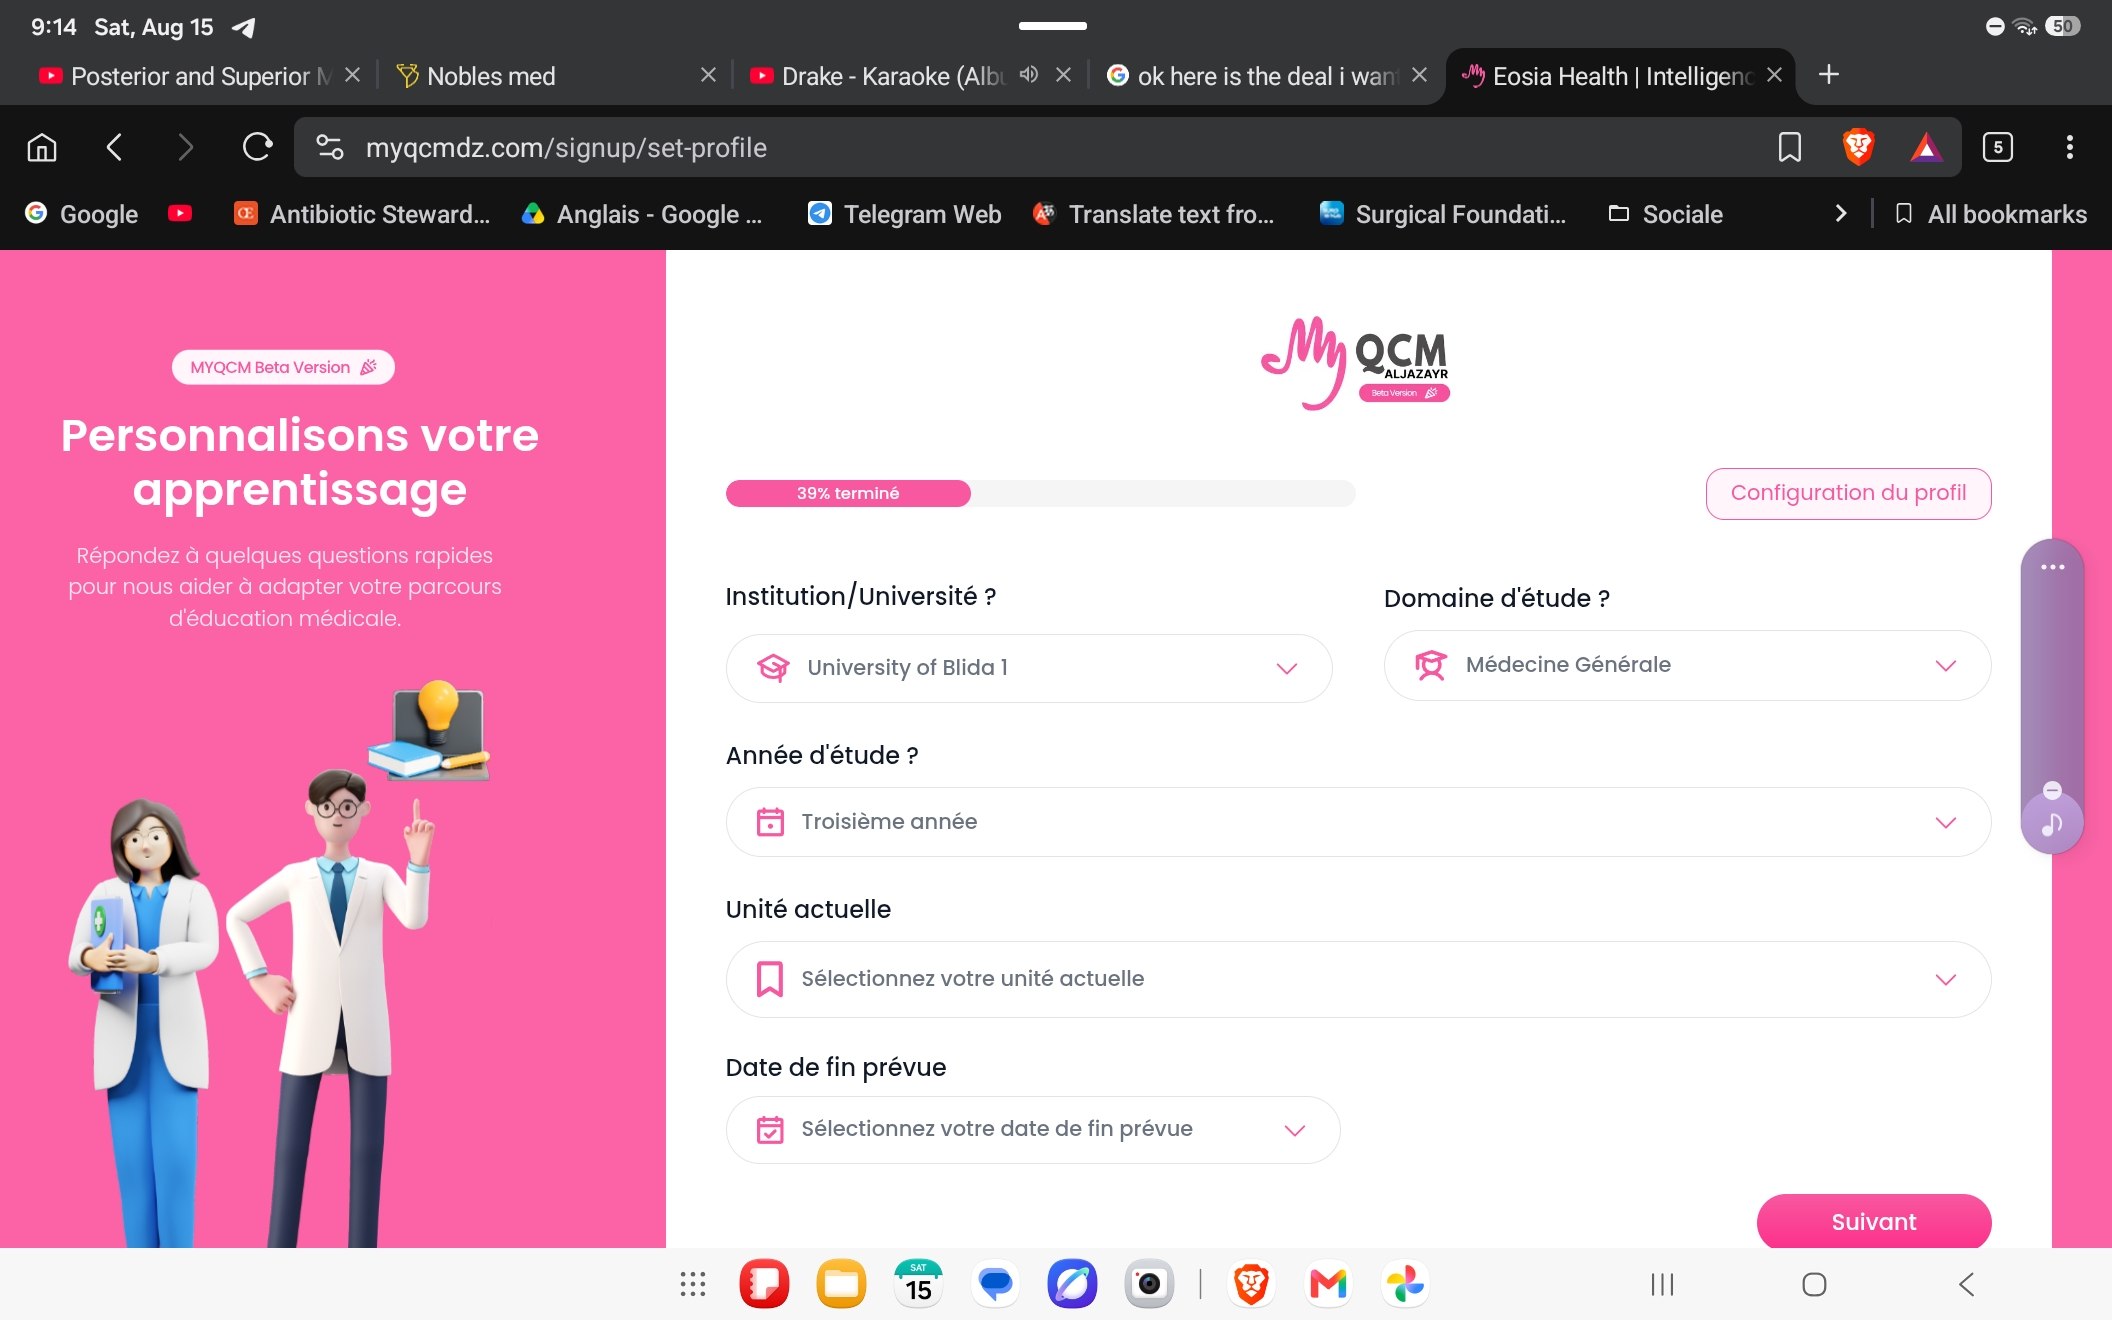 9:14 Sat, Aug 15
50
Posterior and Superior M
Nobles med
Drake - Karaoke (Albu
ok here is the deal i want
Eosia Health | Intelligenc
myqcmdz.com/signup/set-profile
5
Google
Antibiotic Steward...
Anglais - Google ...
Telegram Web
Translate text fro...
Surgical Foundati...
Sociale
All bookmarks
MYQCM Beta Version
Personnalisons votre
apprentissage
Répondez à quelques questions rapides
pour nous aider à adapter votre parcours
d'éducation médicale.
My QCM
ALJAZAYR
Beta Version
39% terminé
Configuration du profil
Institution/Université ?
Domaine d'étude ?
University of Blida 1
Médecine Générale
Année d'étude ?
Troisième année
Unité actuelle
Sélectionnez votre unité actuelle
Date de fin prévue
Sélectionnez votre date de fin prévue
Suivant
SAT
15